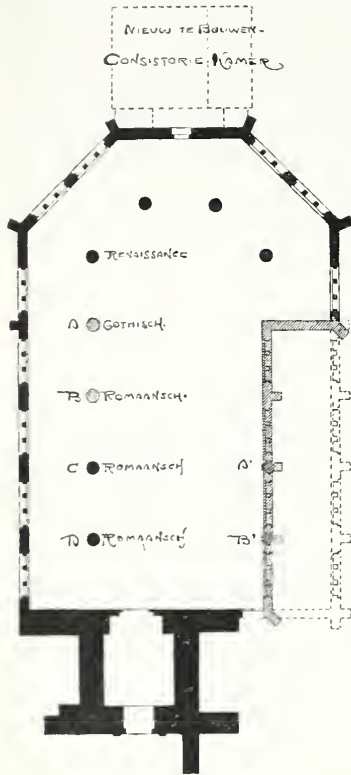 NIEUW TE BOUWEN
CONSISTORIE KAMER
RENAISSANCE
A GOTHISCH.
B ROMAANSCH.
C ROMAANSCH A'
D ROMAANSCH B'